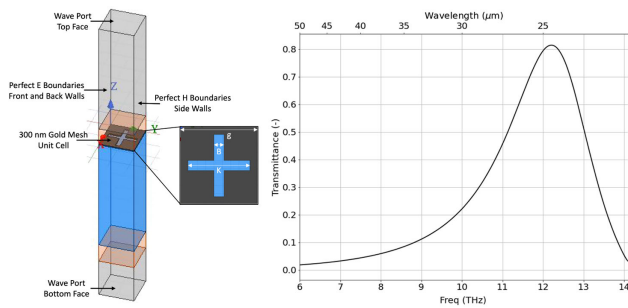 Wave Port
Top Face
Perfect E Boundaries
Front and Back Walls
Z
Perfect H Boundaries
Side Walls
300 nm Gold Mesh
Unit Cell
Y
g
B
K
Wave Port
Bottom Face
Wavelength (μm)
50 45 40 35 30 25
Transmittance (-)
0.8
0.7
0.6
0.5
0.4
0.3
0.2
0.1
0.0
6 7 8 9 10 11 12 13 14
Freq (THz)